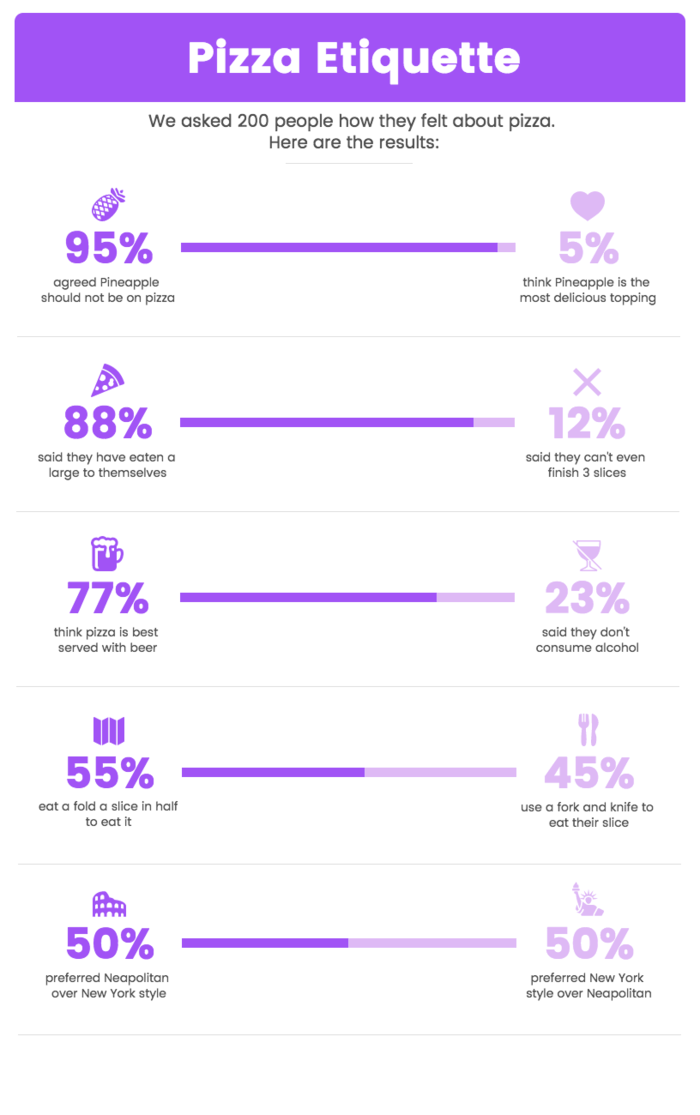 Pizza Etiquette
We asked 200 people how they felt about pizza.
Here are the results:
95%
agreed Pineapple
should not be on pizza
5%
think Pineapple is the
most delicious topping
88%
said they have eaten a
large to themselves
12%
said they can't even
finish 3 slices
77%
think pizza is best
served with beer
23%
said they don't
consume alcohol
55%
eat a fold a slice in half
to eat it
45%
use a fork and knife to
eat their slice
50%
preferred Neapolitan
over New York style
50%
preferred New York
style over Neapolitan